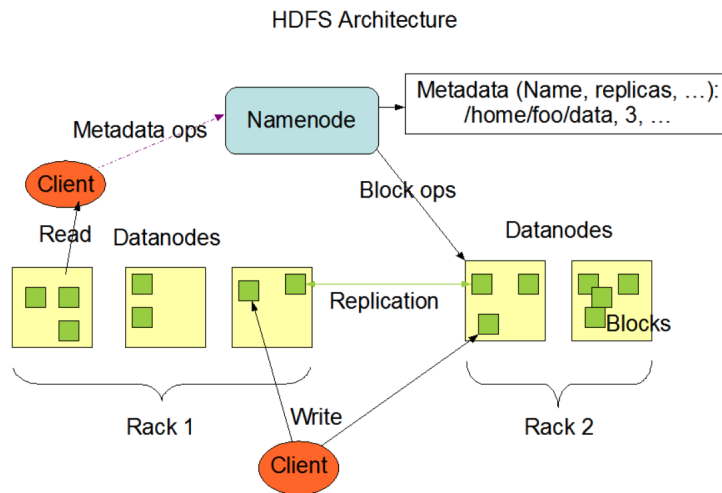 HDFS Architecture
Metadata (Name, replicas, …):
/home/foo/data, 3, …
Namenode
Metadata ops
Client
Block ops
Read
Datanodes
Datanodes
Replication
Blocks
Rack 1
Write
Rack 2
Client